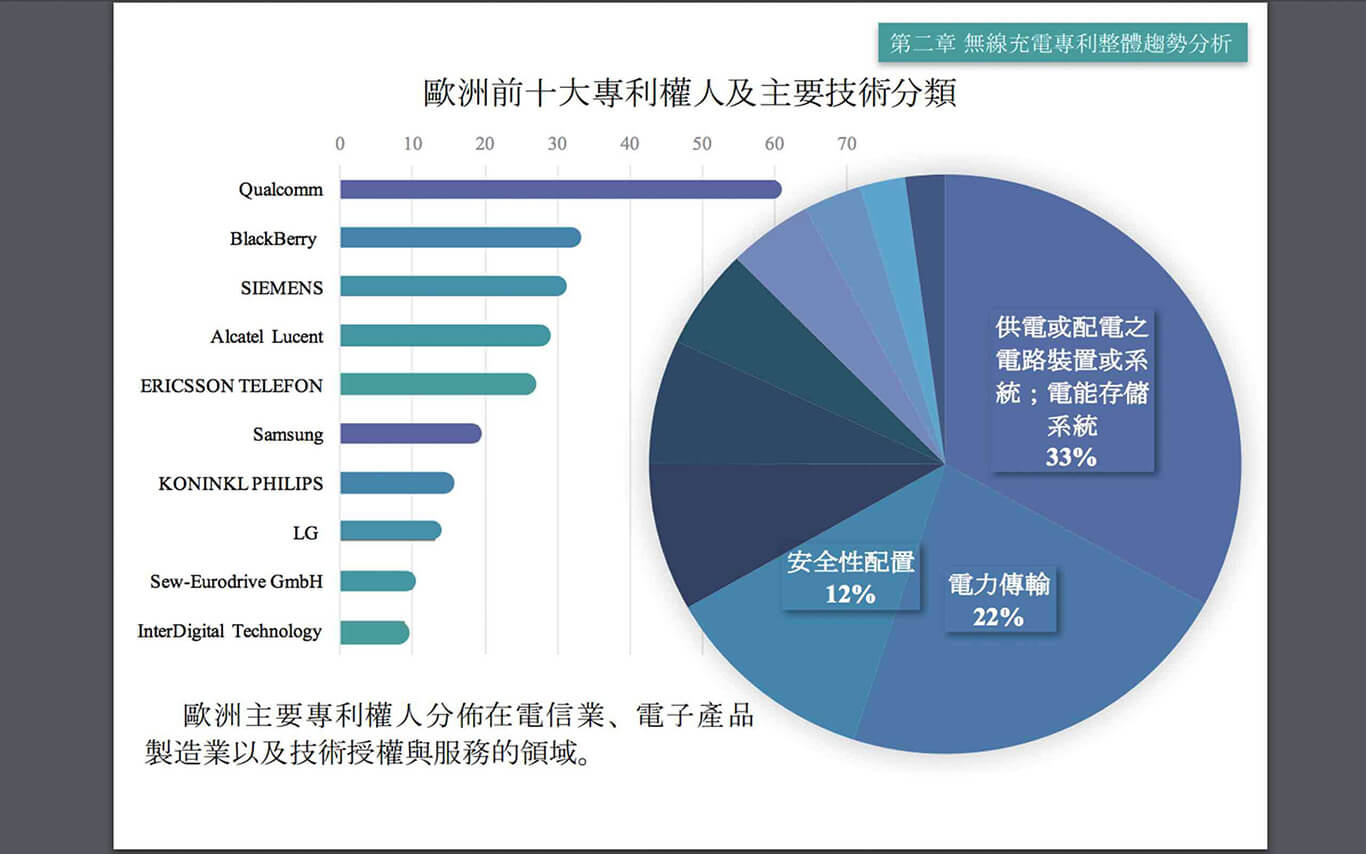 第二章 無線充電專利整體趨勢分析
歐洲前十大專利權人及主要技術分類
0 10 20 30 40 50 60 70
Qualcomm
BlackBerry
SIEMENS
Alcatel Lucent
ERICSSON TELEFON
Samsung
KONINKL PHILIPS
LG
Sew-Eurodrive GmbH
InterDigital Technology
供電或配電之
電路裝置或系
統；電能存儲
系統
33%
安全性配置
12%
電力傳輸
22%
歐洲主要專利權人分佈在電信業、電子產品
製造業以及技術授權與服務的領域。